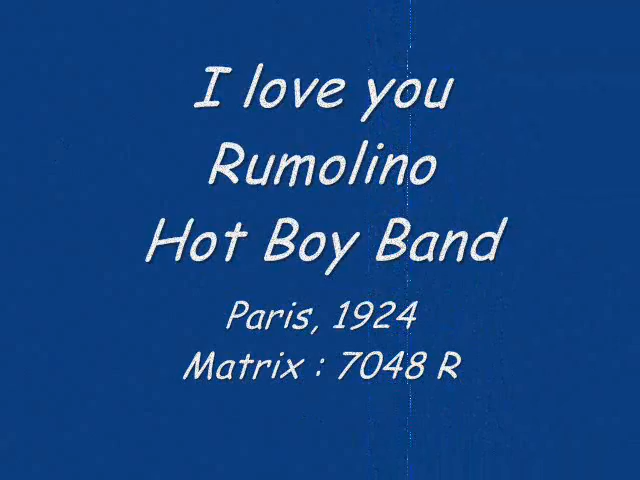 I love you
Rumolino
Hot Boy Band
Paris, 1924
Matrix : 7048 R